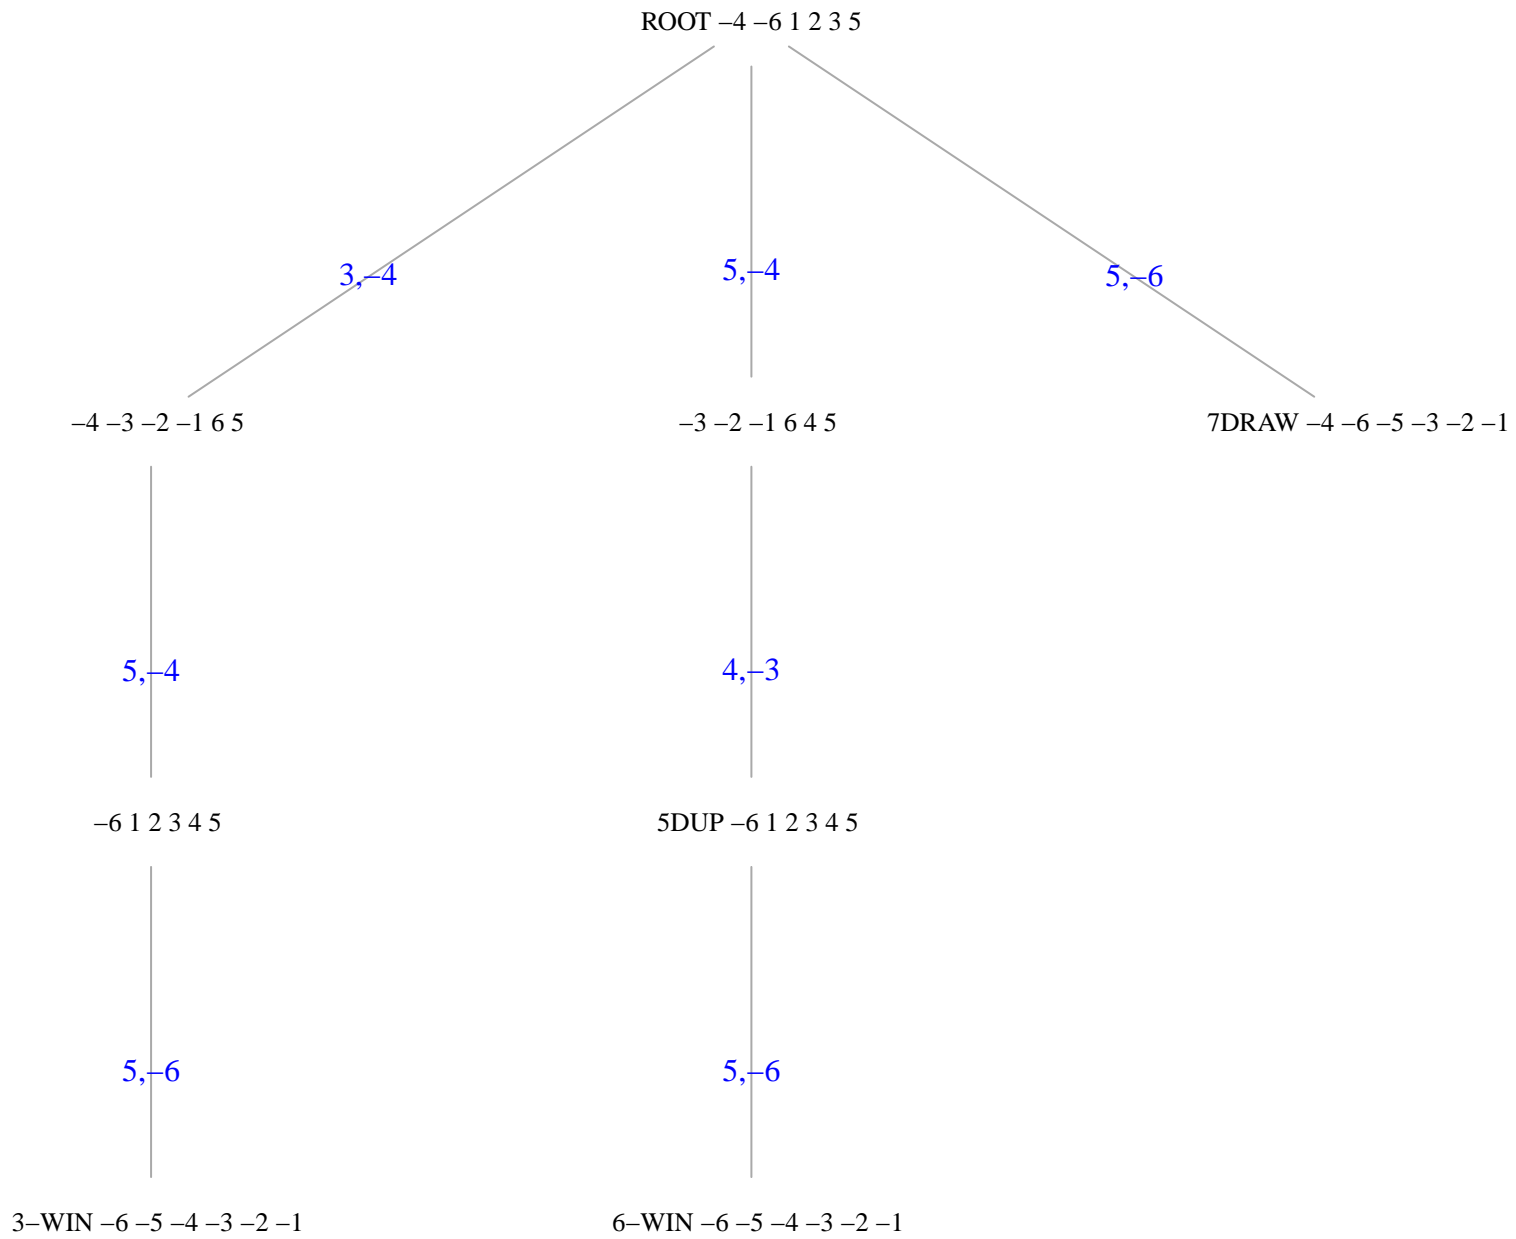 ROOT –4 –6 1 2 3 5
3,–4
5,–4
5,–6
–4 –3 –2 –1 6 5
–3 –2 –1 6 4 5
7DRAW –4 –6 –5 –3 –2 –1
5,–4
4,–3
–6 1 2 3 4 5
5DUP –6 1 2 3 4 5
5,–6
5,–6
3–WIN –6 –5 –4 –3 –2 –1
6–WIN –6 –5 –4 –3 –2 –1